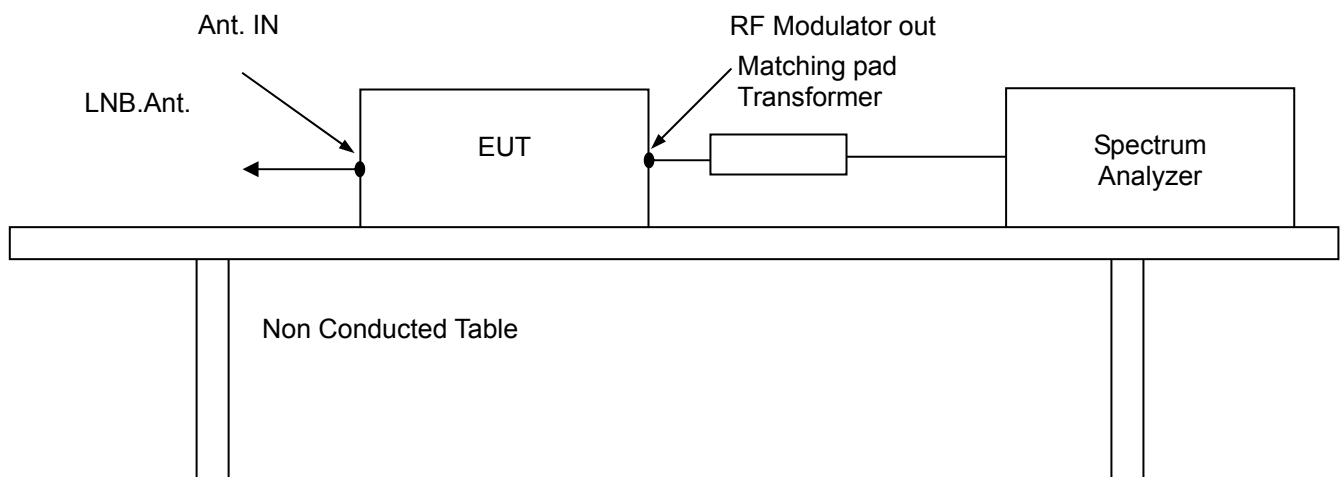 Ant. IN
RF Modulator out
LNB.Ant.
Matching pad
Transformer
EUT
Spectrum
Analyzer
Non Conducted Table